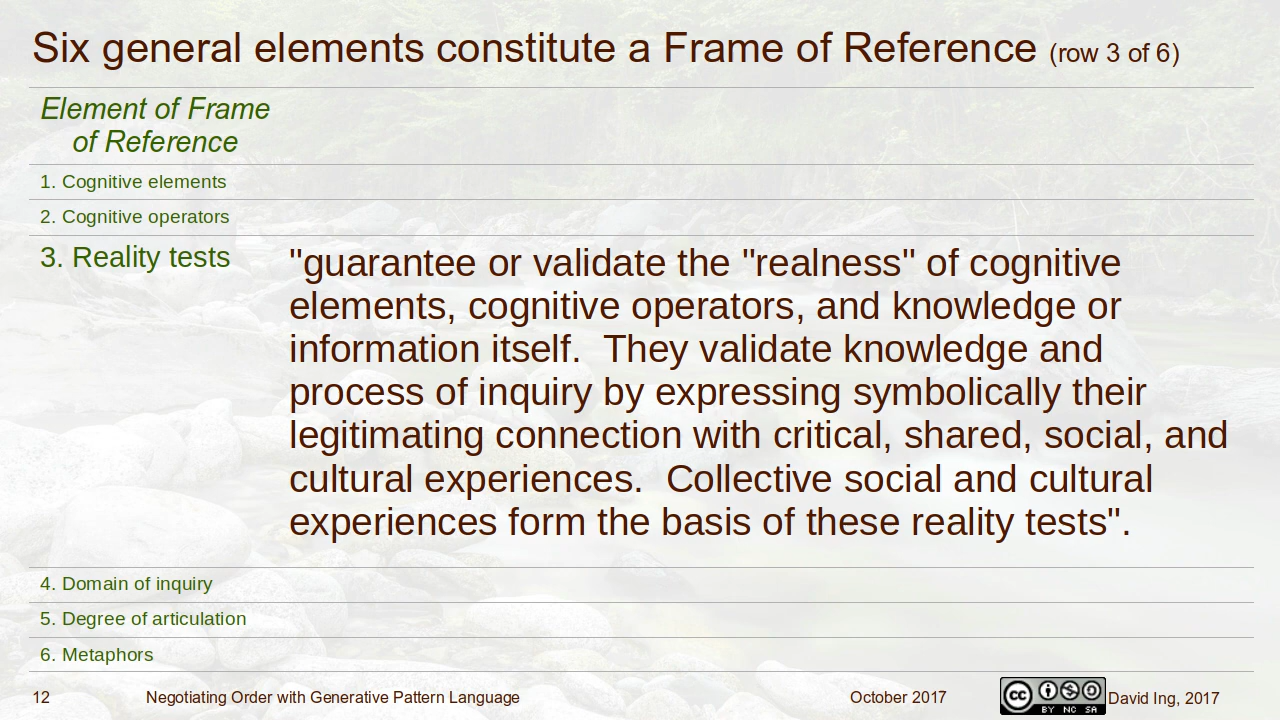 Six general elements constitute a Frame of Reference (row 3 of 6)
Element of Frame
of Reference
1. Cognitive elements
2. Cognitive operators
3. Reality tests
"guarantee or validate the "realness" of cognitive
elements, cognitive operators, and knowledge or
information itself.  They validate knowledge and
process of inquiry by expressing symbolically their
legitimating connection with critical, shared, social, and
cultural experiences.  Collective social and cultural
experiences form the basis of these reality tests".
4. Domain of inquiry
5. Degree of articulation
6. Metaphors
12 Negotiating Order with Generative Pattern Language October 2017 cc BY NC SA David Ing, 2017